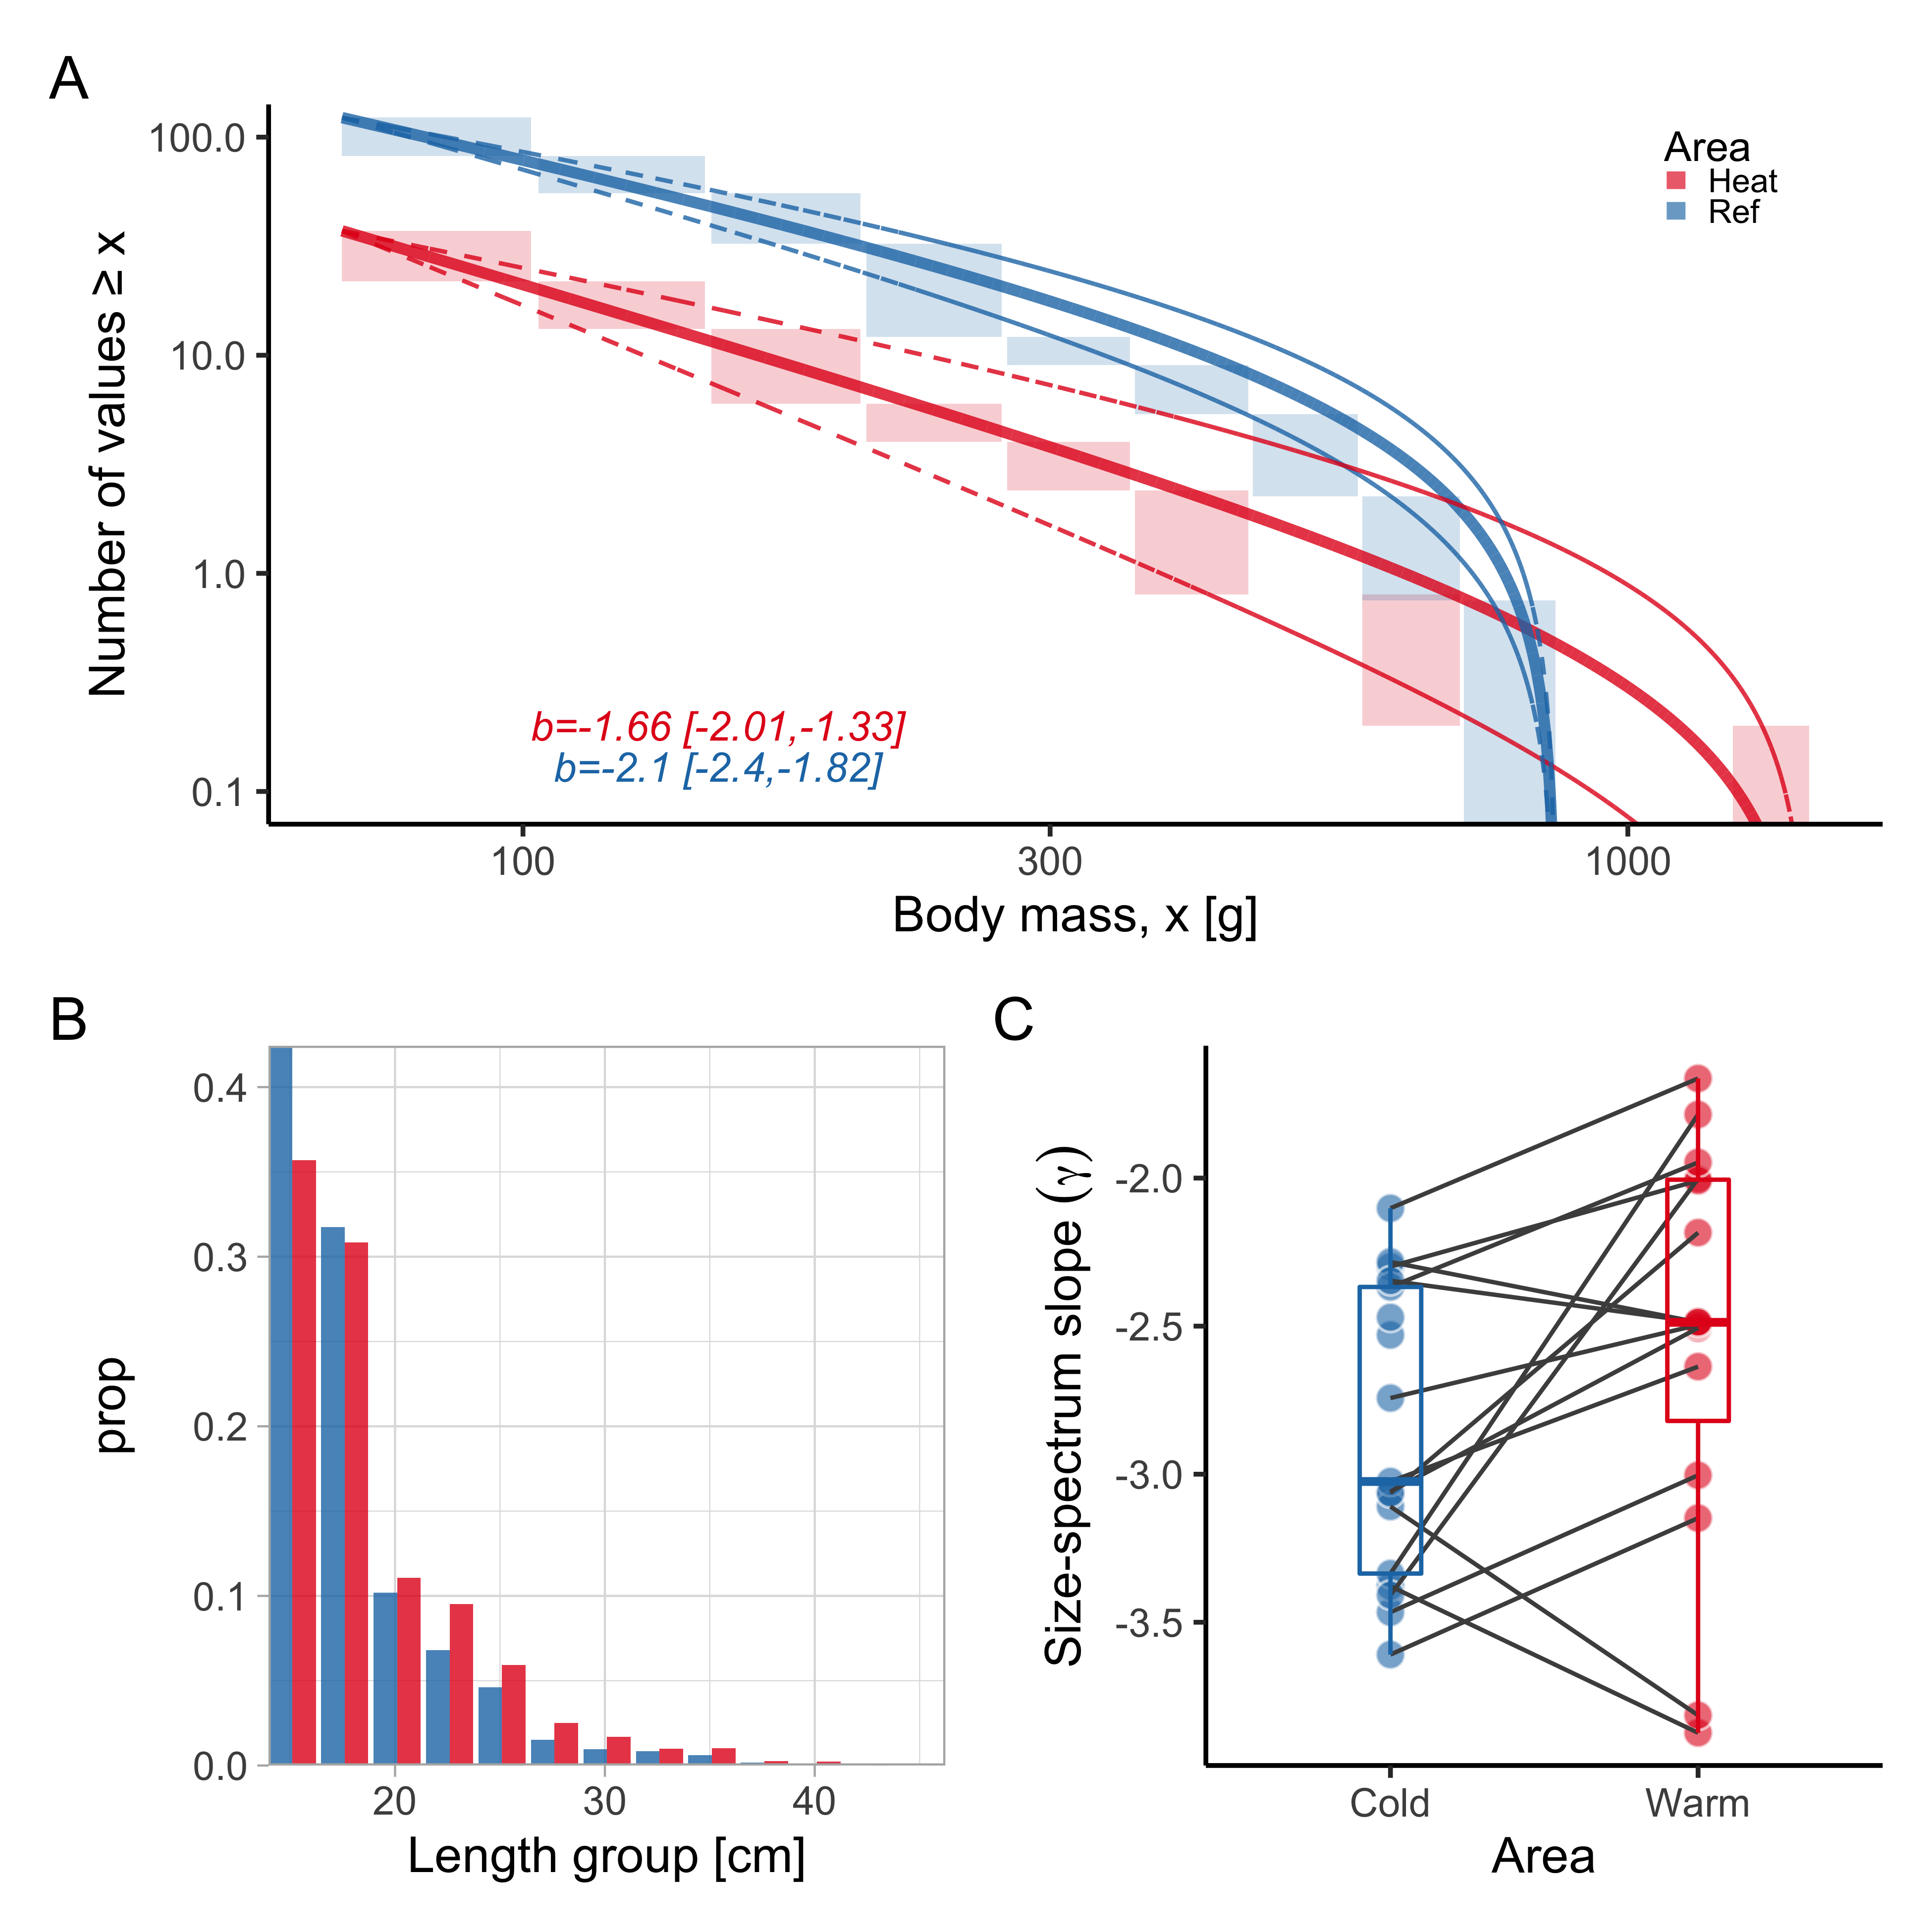 A
100.0
10.0
1.0
0.1
Number of values ≥ x
Area
Heat
Ref
b=-1.66 [-2.01,-1.33]
b=-2.1 [-2.4,-1.82]
100
300
1000
Body mass, x [g]
B
0.4
0.3
0.2
0.1
0.0
prop
20
30
40
Length group [cm]
C
-2.0
-2.5
-3.0
-3.5
Size-spectrum slope (γ)
Cold
Warm
Area